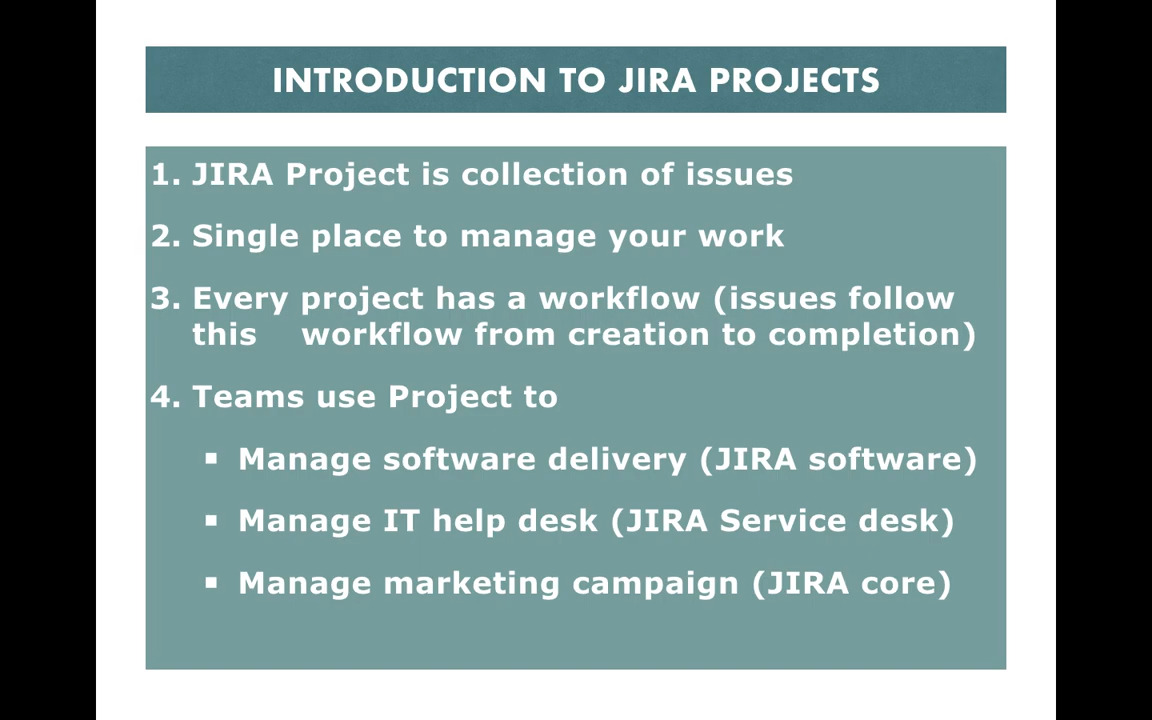 INTRODUCTION TO JIRA PROJECTS
1. JIRA Project is collection of issues
2. Single place to manage your work
3. Every project has a workflow (issues follow
this workflow from creation to completion)
4. Teams use Project to
▪ Manage software delivery (JIRA software)
▪ Manage IT help desk (JIRA Service desk)
▪ Manage marketing campaign (JIRA core)